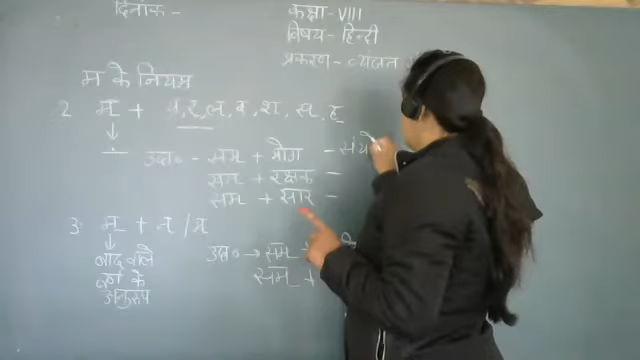 दिनांक -
कक्षा - VIII
विषय - हिन्दी
प्रकरण - व्यंजन
म के नियम
2. म + य, र, ल, व, श, स, ह
↓
उदा० - सम + योग - संयो
सम + रक्षक -
सम + सार -
3. म + न / म
↓
बाद वाले
वर्ण के
अनुरूप
उदा० → सम +
सम +